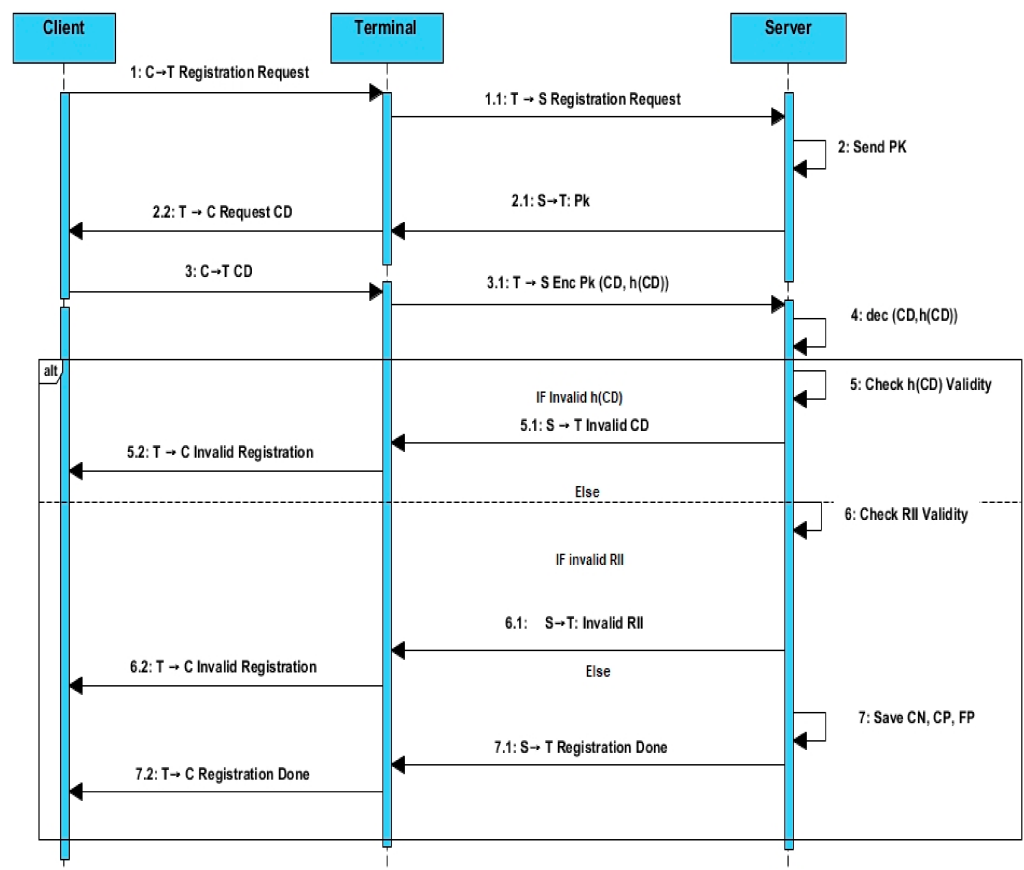 Client
Terminal
Server
1: C→T Registration Request
1.1: T → S Registration Request
2: Send PK
2.1: S→T: Pk
2.2: T → C Request CD
3: C→T CD
3.1: T → S Enc Pk (CD, h(CD))
4: dec (CD,h(CD))
alt
5: Check h(CD) Validity
IF Invalid h(CD)
5.1: S → T Invalid CD
5.2: T → C Invalid Registration
Else
6: Check RII Validity
IF invalid RII
6.1: S→T: Invalid RII
6.2: T → C Invalid Registration
Else
7: Save CN, CP, FP
7.1: S→ T Registration Done
7.2: T→ C Registration Done